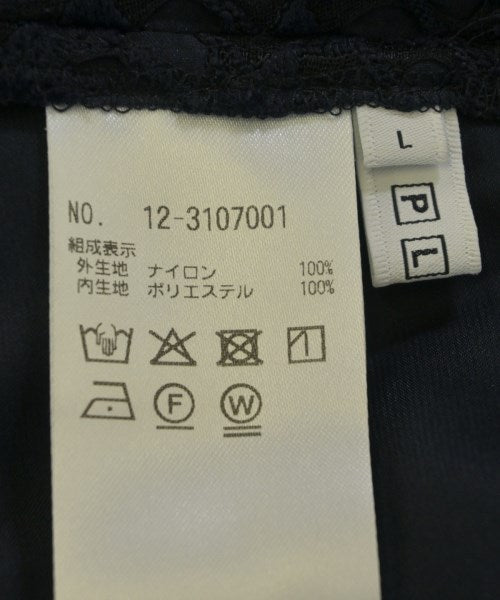 NO. 12-3107001
組成表示
外生地 ナイロン 100%
内生地 ポリエステル 100%
F
W
L
P
L